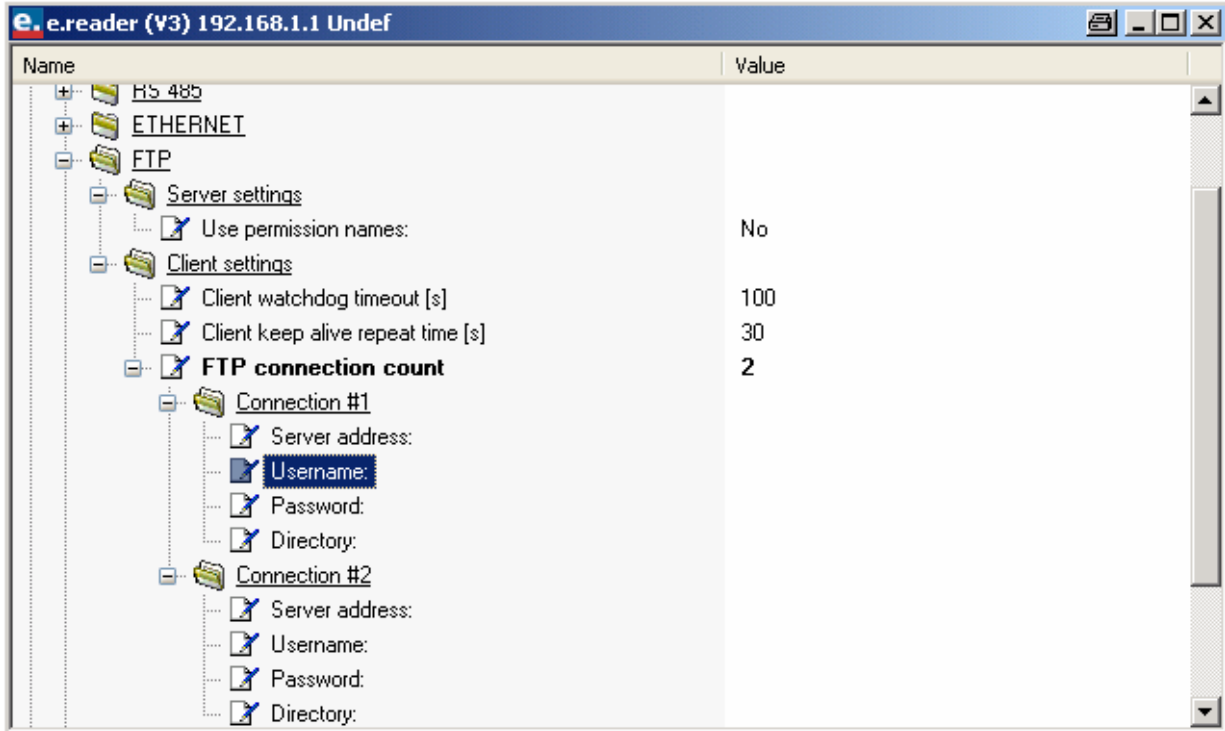 e. e.reader (V3) 192.168.1.1 Undef
Name Value
RS 485
ETHERNET
FTP
Server settings
Use permission names: No
Client settings
Client watchdog timeout [s] 100
Client keep alive repeat time [s] 30
FTP connection count 2
Connection #1
Server address:
Username:
Password:
Directory:
Connection #2
Server address:
Username:
Password:
Directory: